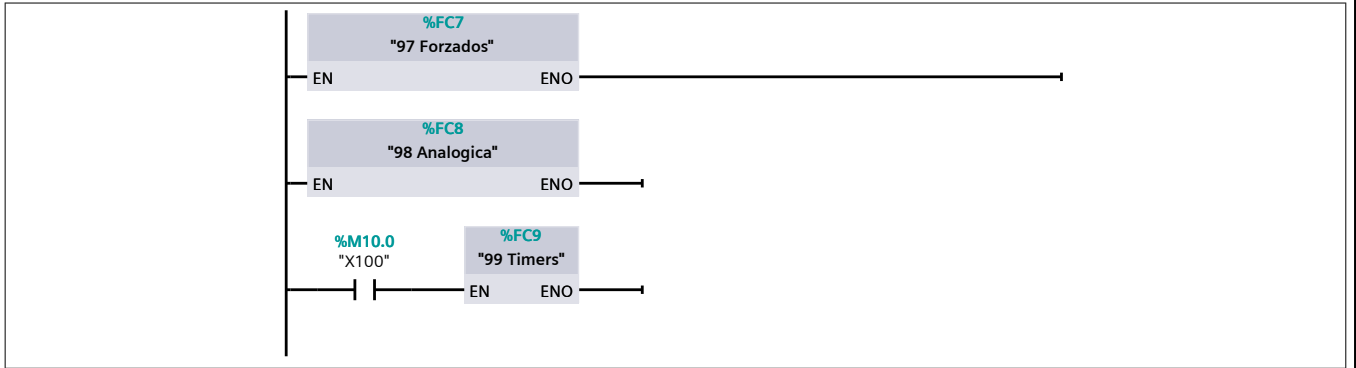 %FC7
"97 Forzados"
EN ENO
%FC8
"98 Analogica"
EN ENO
%M10.0
"X100"
%FC9
"99 Timers"
EN ENO